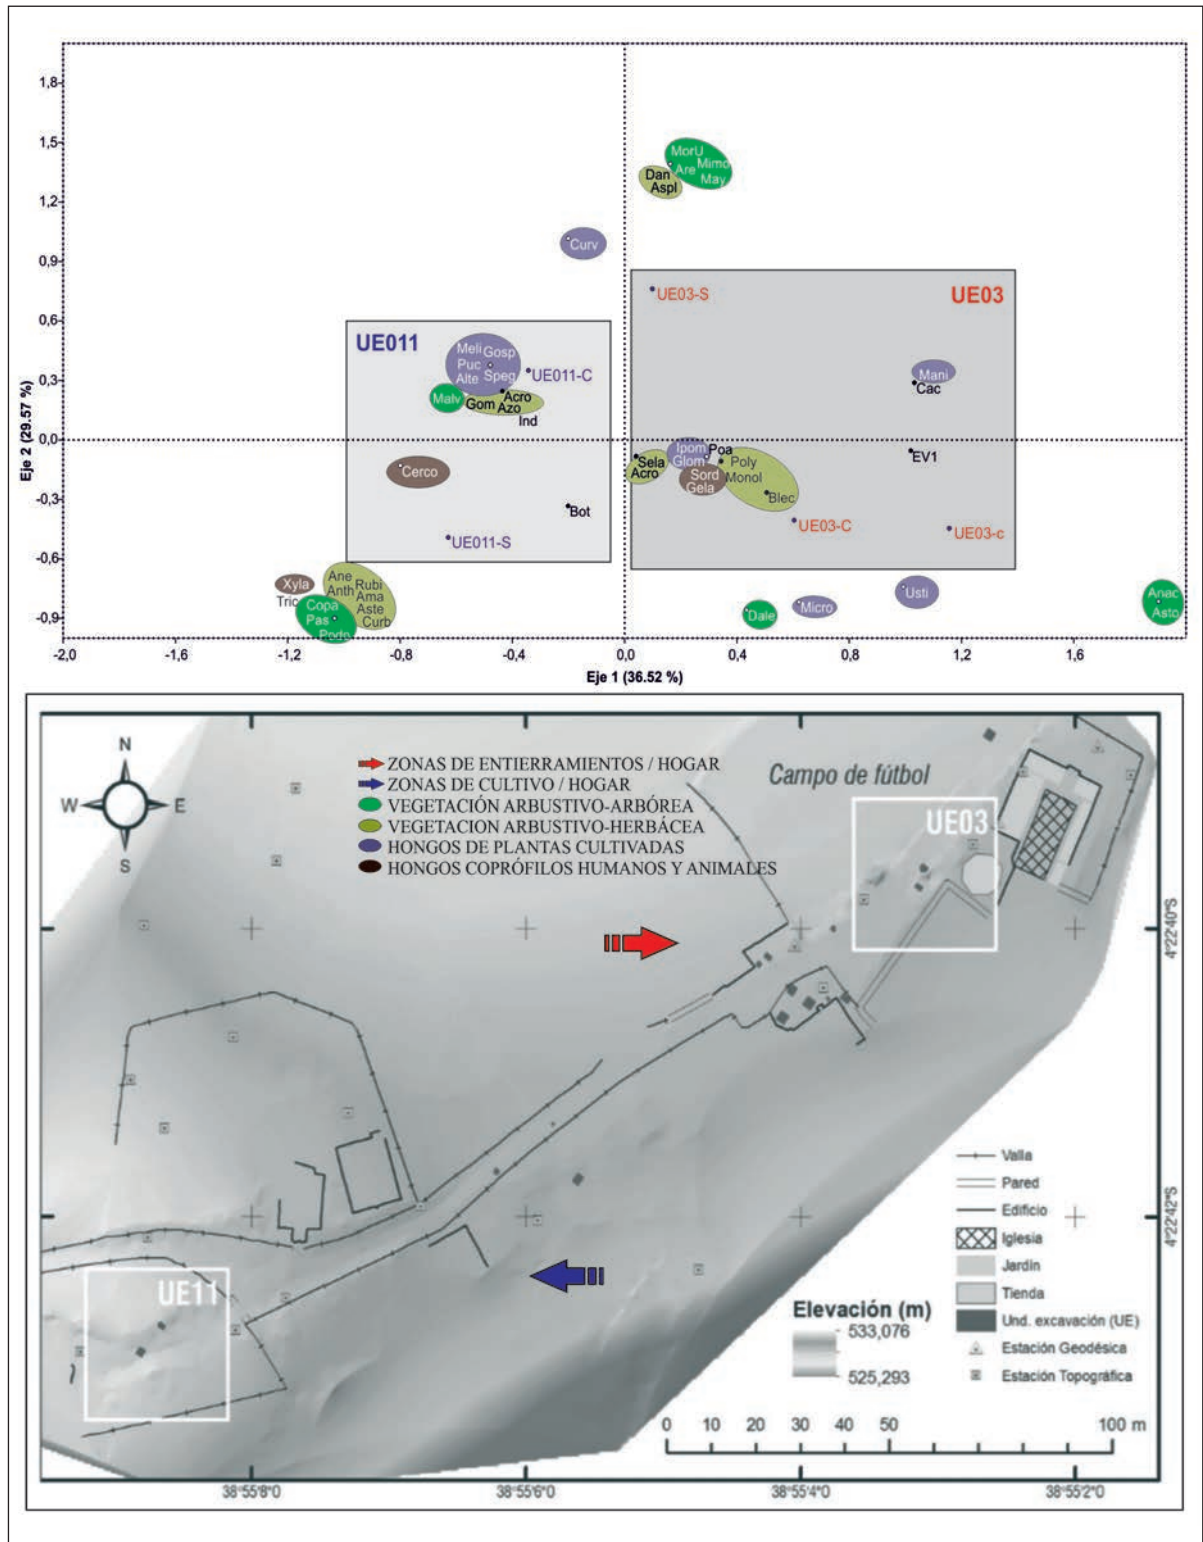 1,8
1,5
1,2
0,9
0,6
0,3
0,0
-0,3
-0,6
-0,9
Eje 2 (29.57 %)
MorU
Mimo
Are
May
Dan
Aspl
Curv
UE03-S
UE03
UE011
Meli
Gosp
Puc
Alte
Speg
UE011-C
Mani
Cac
Malv
Gom
Acro
Azo
Ind
Cerco
Sela
Acro
Ipom
Glom
Poa
Poly
Monol
Sord
Gela
Blec
EV1
Bot
UE011-S
UE03-C
UE03-c
Xyla
Tric
Ane
Anth
Rubi
Ama
Aste
Curb
Copa
Pas
Podo
Dale
Micro
Usti
Anac
Asto
-2,0 -1,6 -1,2 -0,8 -0,4 0,0 0,4 0,8 1,2 1,6
Eje 1 (36.52 %)
N
W E
S
ZONAS DE ENTIERRAMIENTOS / HOGAR
ZONAS DE CULTIVO / HOGAR
VEGETACIÓN ARBUSTIVO-ARBÓREA
VEGETACION ARBUSTIVO-HERBÁCEA
HONGOS DE PLANTAS CULTIVADAS
HONGOS COPRÓFILOS HUMANOS Y ANIMALES
Campo de fútbol
UE03
4°22'40"S
4°22'42"S
UE11
Valla
Pared
Edificio
Iglesia
Jardín
Tienda
Und. excavación (UE)
Estación Geodésica
Estación Topográfica
Elevación (m)
533,076
525,293
0 10 20 30 40 50 100 m
38°55'8"O 38°55'6"O 38°55'4"O 38°55'2"O